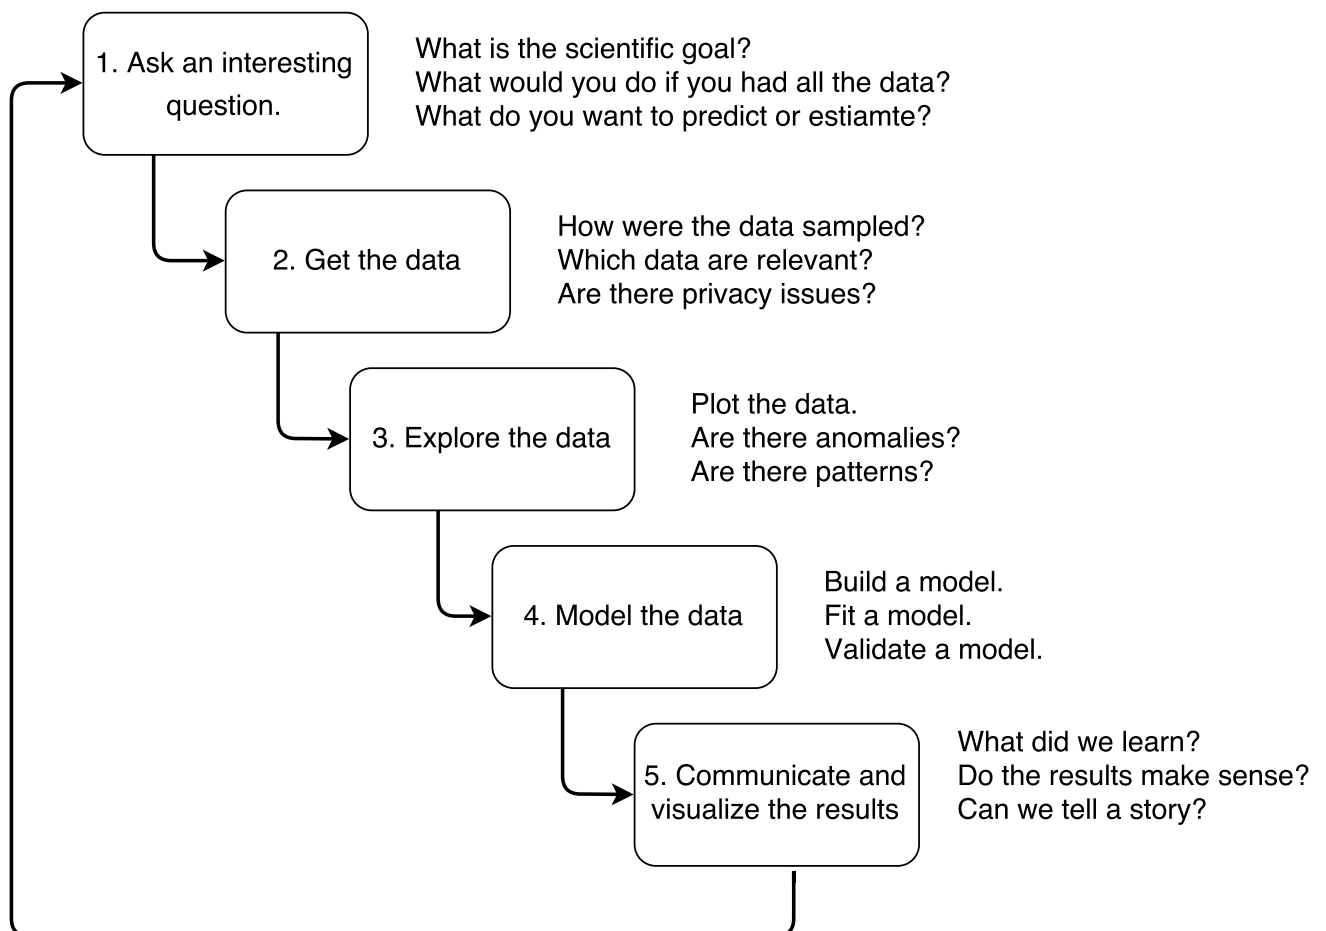 1. Ask an interesting
question.
What is the scientific goal?
What would you do if you had all the data?
What do you want to predict or estiamte?
2. Get the data
How were the data sampled?
Which data are relevant?
Are there privacy issues?
3. Explore the data
Plot the data.
Are there anomalies?
Are there patterns?
4. Model the data
Build a model.
Fit a model.
Validate a model.
5. Communicate and
visualize the results
What did we learn?
Do the results make sense?
Can we tell a story?